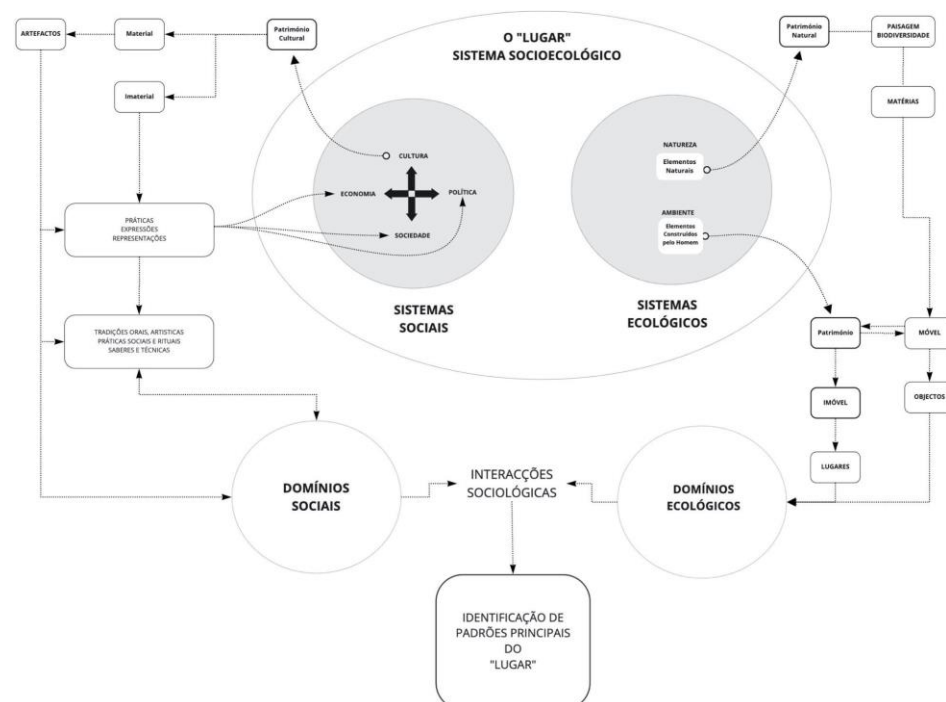 ARTEFACTOS
Material
Património
Cultural
Imaterial
PRÁTICAS
EXPRESSÕES
REPRESENTAÇÕES
TRADIÇÕES ORAIS, ARTISTICAS
PRÁTICAS SOCIAIS E RITUAIS
SABERES E TÉCNICAS
O "LUGAR"
SISTEMA SOCIOECOLÓGICO
CULTURA
ECONOMIA
POLÍTICA
SOCIEDADE
SISTEMAS
SOCIAIS
NATUREZA
Elementos
Naturais
AMBIENTE
Elementos
Construídos
pelo Homem
SISTEMAS
ECOLÓGICOS
Património
Natural
PAISAGEM
BIODIVERSIDADE
MATÉRIAS
Património
MÓVEL
IMÓVEL
OBJECTOS
LUGARES
DOMÍNIOS
SOCIAIS
INTERACÇÕES
SOCIOLÓGICAS
DOMÍNIOS
ECOLÓGICOS
IDENTIFICAÇÃO DE
PADRÕES PRINCIPAIS
DO
"LUGAR"